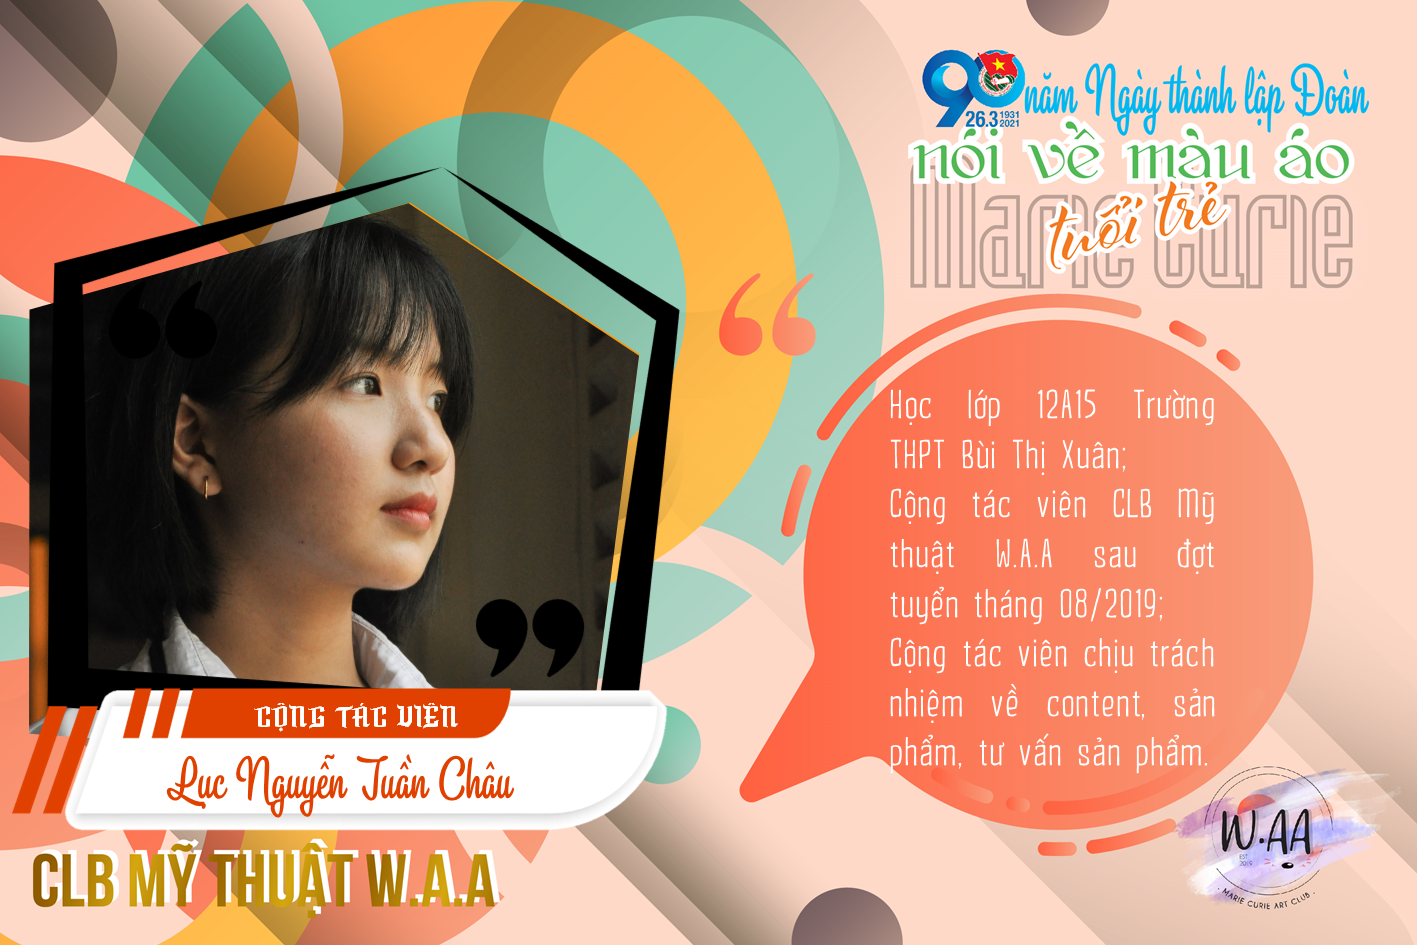 90 năm Ngày thành lập Đoàn
26.3 1931 2021
nói về màu áo
tuổi trẻ
Marie Curie
Học lớp 12A15 Trường
THPT Bùi Thị Xuân;
Cộng tác viên CLB Mỹ
thuật W.A.A sau đợt
tuyển tháng 08/2019;
Cộng tác viên chịu trách
nhiệm về content, sản
phẩm, tư vấn sản phẩm.
CỘNG TÁC VIÊN
Lục Nguyễn Tuần Châu
CLB MỸ THUẬT W.A.A
W.AA
EST.
MARIE CURIE ART CLUB